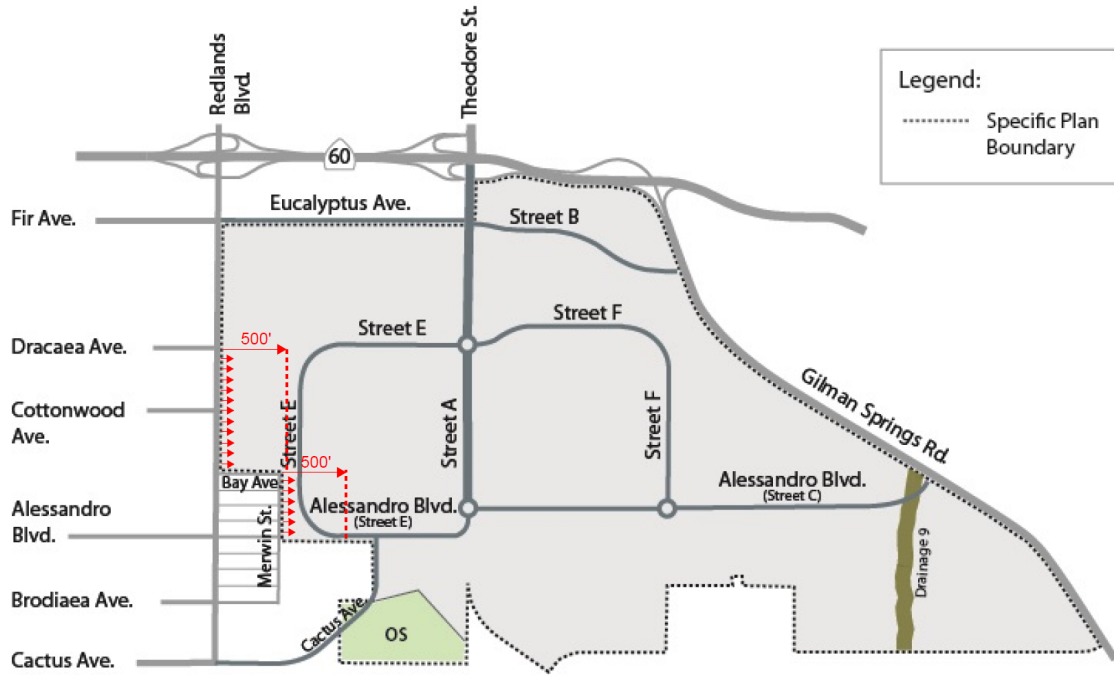 Redlands
Blvd.
Theodore St.
Legend:
Specific Plan
Boundary
60
Fir Ave.
Eucalyptus Ave.
Street B
Street F
Street E
Dracaea Ave.
500'
Gilman Springs Rd.
Cottonwood
Ave.
Street E
Street A
Street F
500'
Bay Ave.
Alessandro Blvd.
(Street C)
Alessandro Blvd.
(Street E)
Alessandro
Blvd.
Merwin St.
Drainage 9
Brodiaea Ave.
Cactus Ave.
OS
Cactus Ave.